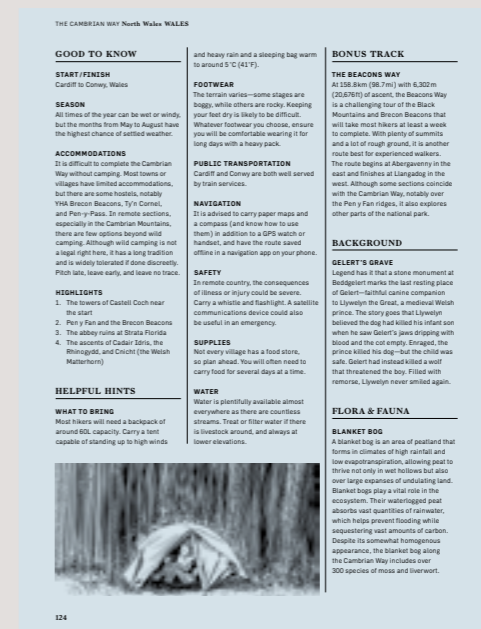 THE CAMBRIAN WAY North Wales WALES
GOOD TO KNOW
START/FINISH
Cardiff to Conwy, Wales
SEASON
All times of the year can be wet or windy,
but the months from May to August have
the highest chance of settled weather.
ACCOMMODATIONS
It is difficult to complete the Cambrian
Way without camping. Most towns or
villages have limited accommodations,
but there are some hostels, notably
YHA Brecon Beacons, Ty'n Cornel,
and Pen-y-Pass. In remote sections,
especially in the Cambrian Mountains,
there are few options beyond wild
camping. Although wild camping is not
a legal right here, it has a long tradition
and is widely tolerated if done discreetly.
Pitch late, leave early, and leave no trace.
HIGHLIGHTS
1. The towers of Castell Coch near
the start
2. Pen y Fan and the Brecon Beacons
3. The abbey ruins at Strata Florida
4. The ascents of Cadair Idris, the
Rhinogydd, and Cnicht (the Welsh
Matterhorn)
HELPFUL HINTS
WHAT TO BRING
Most hikers will need a backpack of
around 60L capacity. Carry a tent
capable of standing up to high winds
and heavy rain and a sleeping bag warm
to around 5°C (41°F).
FOOTWEAR
The terrain varies—some stages are
boggy, while others are rocky. Keeping
your feet dry is likely to be difficult.
Whatever footwear you choose, ensure
you will be comfortable wearing it for
long days with a heavy pack.
PUBLIC TRANSPORTATION
Cardiff and Conwy are both well served
by train services.
NAVIGATION
It is advised to carry paper maps and
a compass (and know how to use
them) in addition to a GPS watch or
handset, and have the route saved
offline in a navigation app on your phone.
SAFETY
In remote country, the consequences
of illness or injury could be severe.
Carry a whistle and flashlight. A satellite
communications device could also
be useful in an emergency.
SUPPLIES
Not every village has a food store,
so plan ahead. You will often need to
carry food for several days at a time.
WATER
Water is plentifully available almost
everywhere as there are countless
streams. Treat or filter water if there
is livestock around, and always at
lower elevations.
BONUS TRACK
THE BEACONS WAY
At 158.8km (98.7mi) with 6,302m
(20,676ft) of ascent, the Beacons Way
is a challenging tour of the Black
Mountains and Brecon Beacons that
will take most hikers at least a week
to complete. With plenty of summits
and a lot of rough ground, it is another
route best for experienced walkers.
The route begins at Abergavenny in the
east and finishes at Llangadog in the
west. Although some sections coincide
with the Cambrian Way, notably over
the Pen y Fan ridges, it also explores
other parts of the national park.
BACKGROUND
GELERT'S GRAVE
Legend has it that a stone monument at
Beddgelert marks the last resting place
of Gelert—faithful canine companion
to Llywelyn the Great, a medieval Welsh
prince. The story goes that Llywelyn
believed the dog had killed his infant son
when he saw Gelert's jaws dripping with
blood and the cot empty. Enraged, the
prince killed his dog—but the child was
safe. Gelert had instead killed a wolf
that threatened the boy. Filled with
remorse, Llywelyn never smiled again.
FLORA & FAUNA
BLANKET BOG
A blanket bog is an area of peatland that
forms in climates of high rainfall and
low evapotranspiration, allowing peat to
thrive not only in wet hollows but also
over large expanses of undulating land.
Blanket bogs play a vital role in the
ecosystem. Their waterlogged peat
absorbs vast quantities of rainwater,
which helps prevent flooding while
sequestering vast amounts of carbon.
Despite its somewhat homogenous
appearance, the blanket bog along
the Cambrian Way includes over
300 species of moss and liverwort.
124